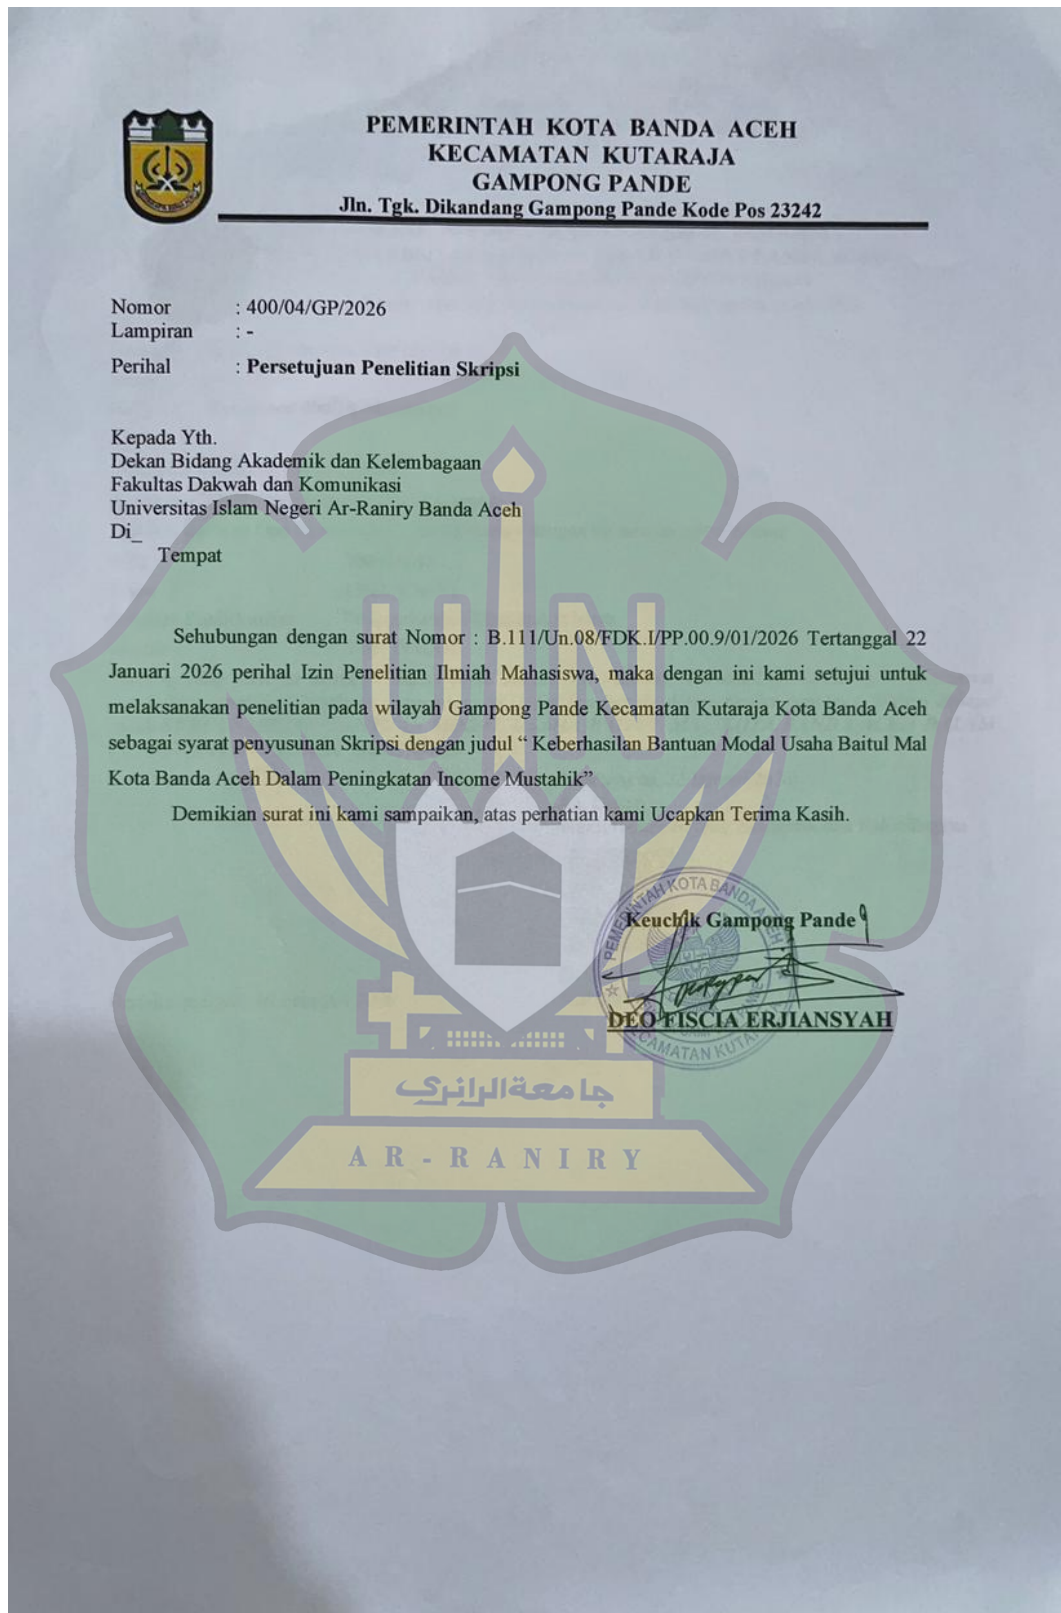 PEMERINTAH KOTA BANDA ACEH
KECAMATAN KUTARAJA
GAMPONG PANDE
Jln. Tgk. Dikandang Gampong Pande Kode Pos 23242
Nomor : 400/04/GP/2026
Lampiran : -
Perihal : Persetujuan Penelitian Skripsi
Kepada Yth.
Dekan Bidang Akademik dan Kelembagaan
Fakultas Dakwah dan Komunikasi
Universitas Islam Negeri Ar-Raniry Banda Aceh
Di_
Tempat
UIN
Sehubungan dengan surat Nomor : B.111/Un.08/FDK.I/PP.00.9/01/2026 Tertanggal 22
Januari 2026 perihal Izin Penelitian Ilmiah Mahasiswa, maka dengan ini kami setujui untuk
melaksanakan penelitian pada wilayah Gampong Pande Kecamatan Kutaraja Kota Banda Aceh
sebagai syarat penyusunan Skripsi dengan judul “ Keberhasilan Bantuan Modal Usaha Baitul Mal
Kota Banda Aceh Dalam Peningkatan Income Mustahik”
Demikian surat ini kami sampaikan, atas perhatian kami Ucapkan Terima Kasih.
PEMERINTAH KOTA BANDA ACEH
Keuchik Gampong Pande
DEO FISCIA ERJIANSYAH
جامعة الرانري
AR-RANIRY